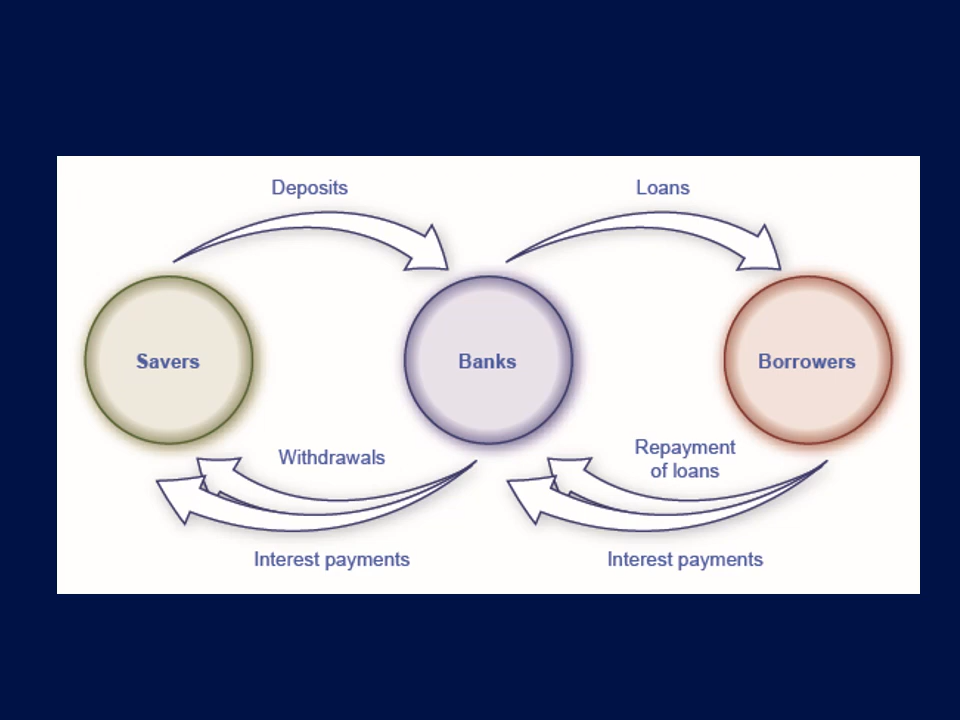 Deposits
Loans
Savers
Banks
Borrowers
Withdrawals
Repayment
of loans
Interest payments
Interest payments